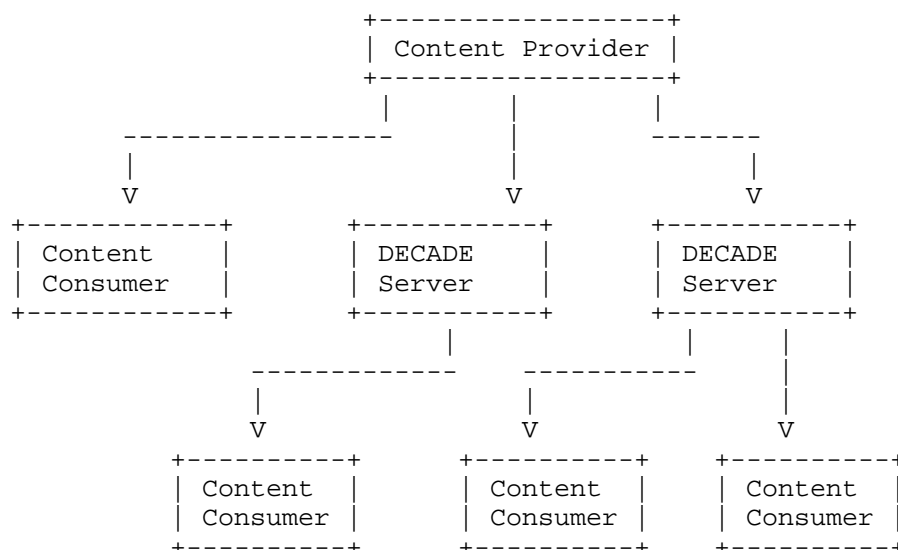 Content Provider
Content
Consumer
DECADE
Server
DECADE
Server
Content
Consumer
Content
Consumer
Content
Consumer